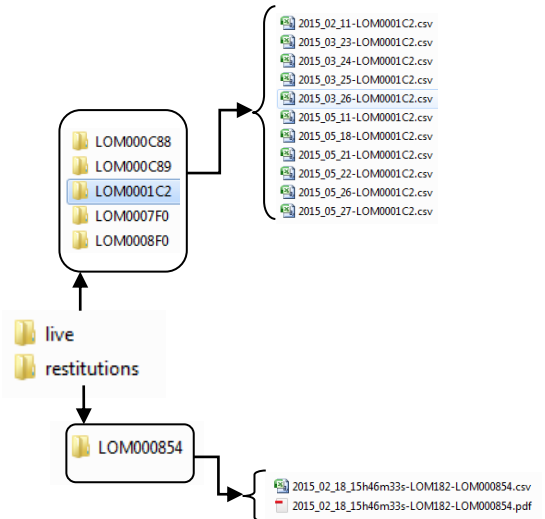 2015_02_11-LOM0001C2.csv
2015_03_23-LOM0001C2.csv
2015_03_24-LOM0001C2.csv
2015_03_25-LOM0001C2.csv
2015_03_26-LOM0001C2.csv
2015_05_11-LOM0001C2.csv
2015_05_18-LOM0001C2.csv
2015_05_21-LOM0001C2.csv
2015_05_22-LOM0001C2.csv
2015_05_26-LOM0001C2.csv
2015_05_27-LOM0001C2.csv
LOM000C88
LOM000C89
LOM0001C2
LOM0007F0
LOM0008F0
live
restitutions
LOM000854
2015_02_18_15h46m33s-LOM182-LOM000854.csv
2015_02_18_15h46m33s-LOM182-LOM000854.pdf